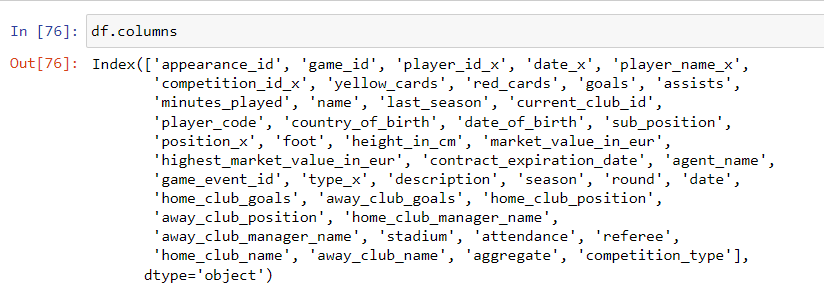 In [76]: df.columns
Out[76]: Index(['appearance_id', 'game_id', 'player_id_x', 'date_x', 'player_name_x',
'competition_id_x', 'yellow_cards', 'red_cards', 'goals', 'assists',
'minutes_played', 'name', 'last_season', 'current_club_id',
'player_code', 'country_of_birth', 'date_of_birth', 'sub_position',
'position_x', 'foot', 'height_in_cm', 'market_value_in_eur',
'highest_market_value_in_eur', 'contract_expiration_date', 'agent_name',
'game_event_id', 'type_x', 'description', 'season', 'round', 'date',
'home_club_goals', 'away_club_goals', 'home_club_position',
'away_club_position', 'home_club_manager_name',
'away_club_manager_name', 'stadium', 'attendance', 'referee',
'home_club_name', 'away_club_name', 'aggregate', 'competition_type'],
dtype='object')